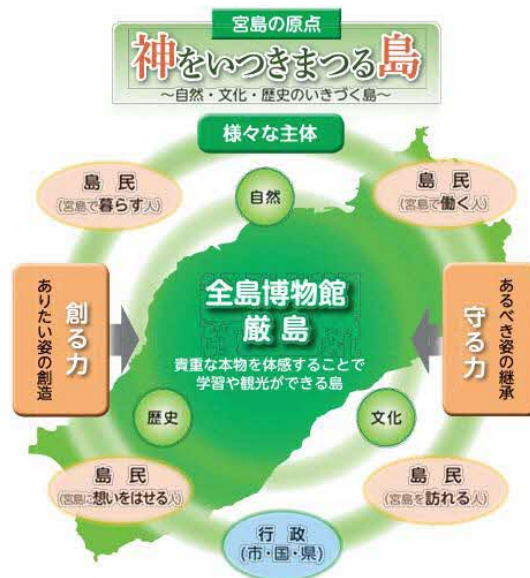 宮島の原点
神をいつきまつる島
～自然・文化・歴史のいきづく島～
様々な主体
島民
(宮島で暮らす人)
島民
(宮島で働く人)
自然
創る力
ありたい姿の創造
全島博物館
厳島
貴重な本物を体感することで
学習や観光ができる島
守る力
あるべき姿の継承
歴史
文化
島民
(宮島に想いをはせる人)
島民
(宮島を訪れる人)
行政
(市・国・県)